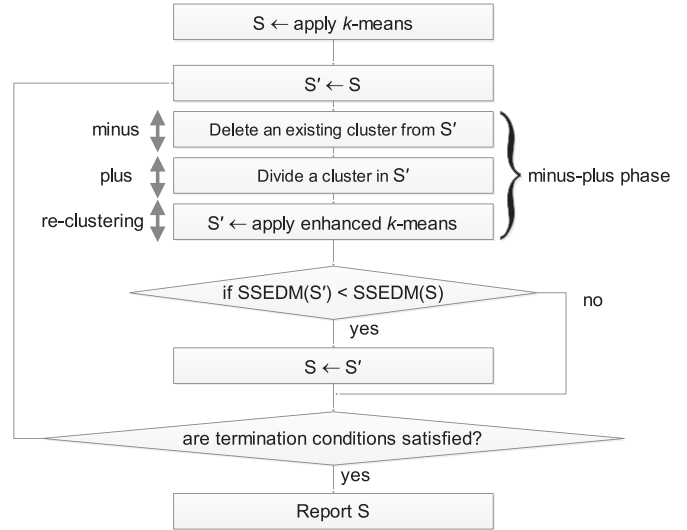 S ← apply k-means
S′ ← S
minus
Delete an existing cluster from S′
plus
Divide a cluster in S′
minus-plus phase
re-clustering
S′ ← apply enhanced k-means
if SSEDM(S′) < SSEDM(S)
no
yes
S ← S′
are termination conditions satisfied?
yes
Report S